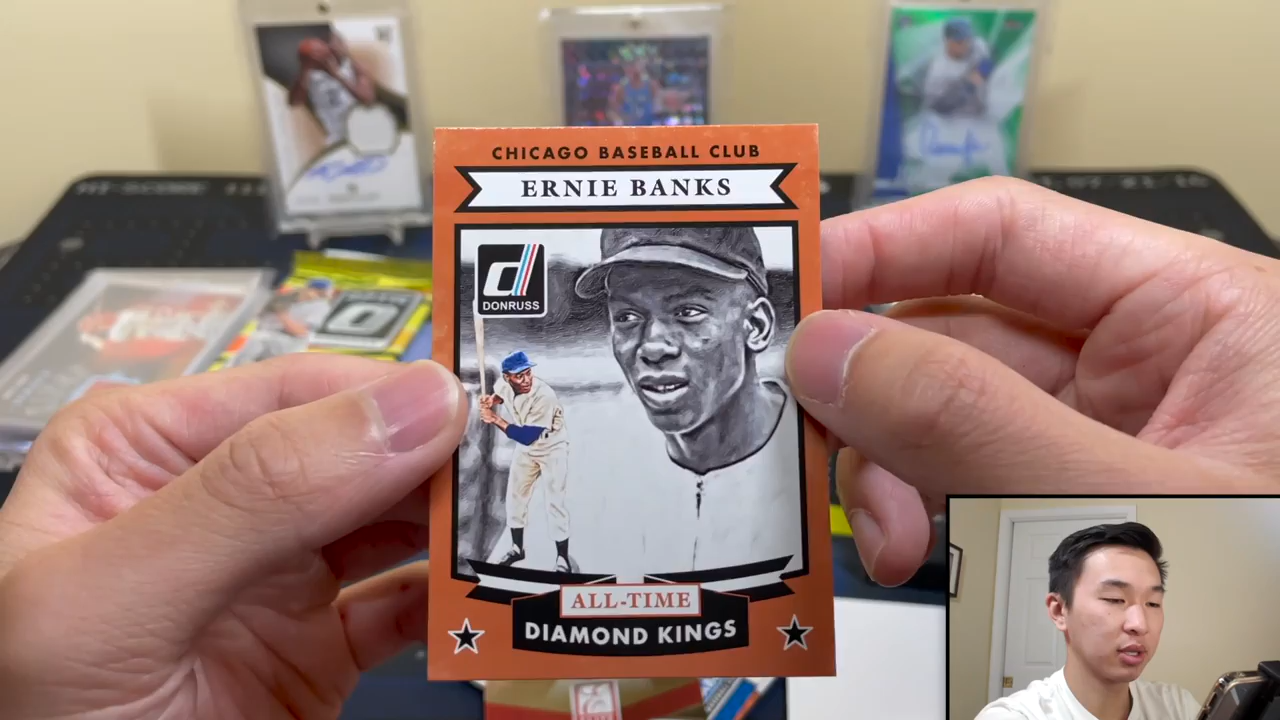 CHICAGO BASEBALL CLUB
ERNIE BANKS
d
DONRUSS
ALL-TIME
DIAMOND KINGS